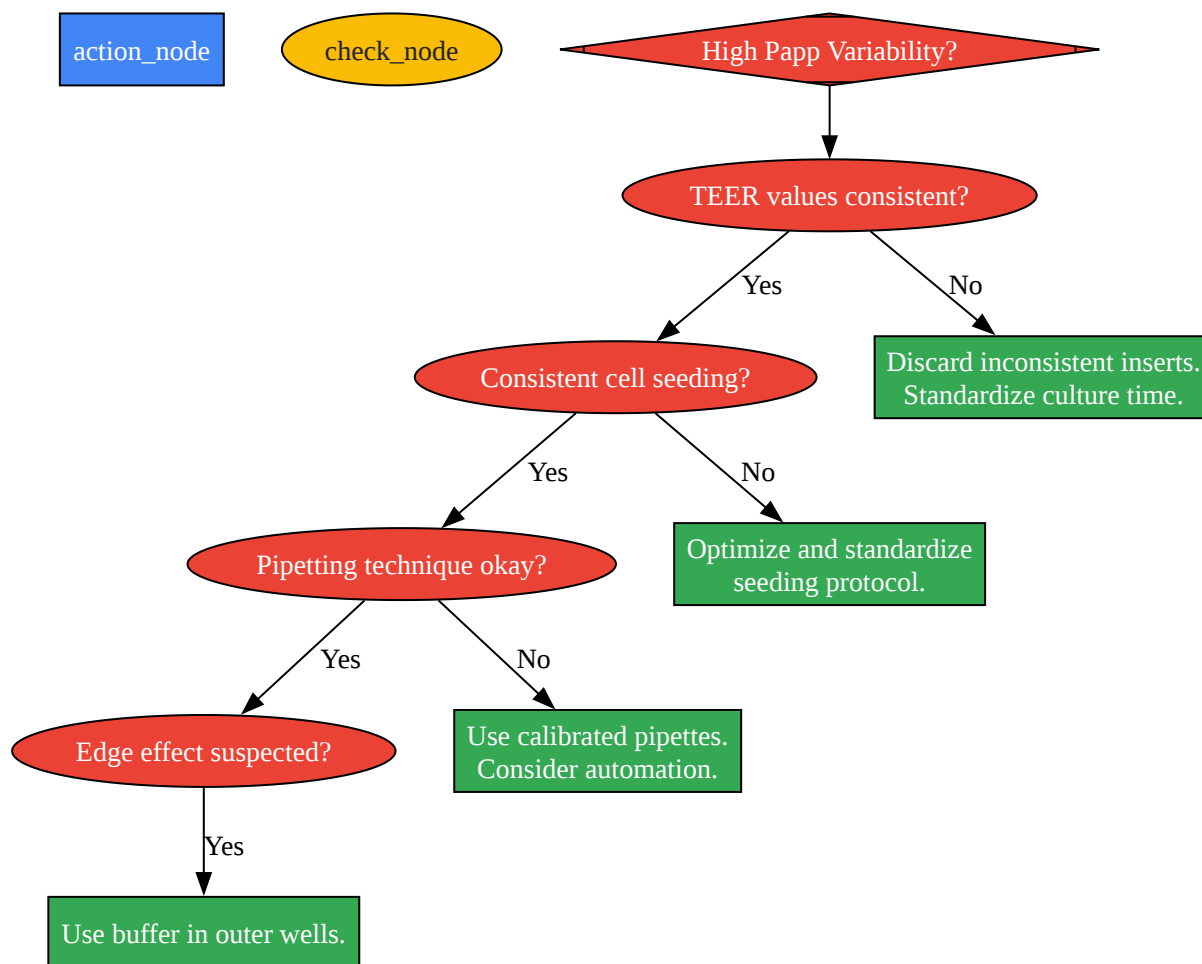 action_node
check_node
High Papp Variability?
TEER values consistent?
Yes
No
Consistent cell seeding?
Discard inconsistent inserts.
Standardize culture time.
Yes
No
Pipetting technique okay?
Optimize and standardize
seeding protocol.
Yes
No
Edge effect suspected?
Use calibrated pipettes.
Consider automation.
Yes
Use buffer in outer wells.